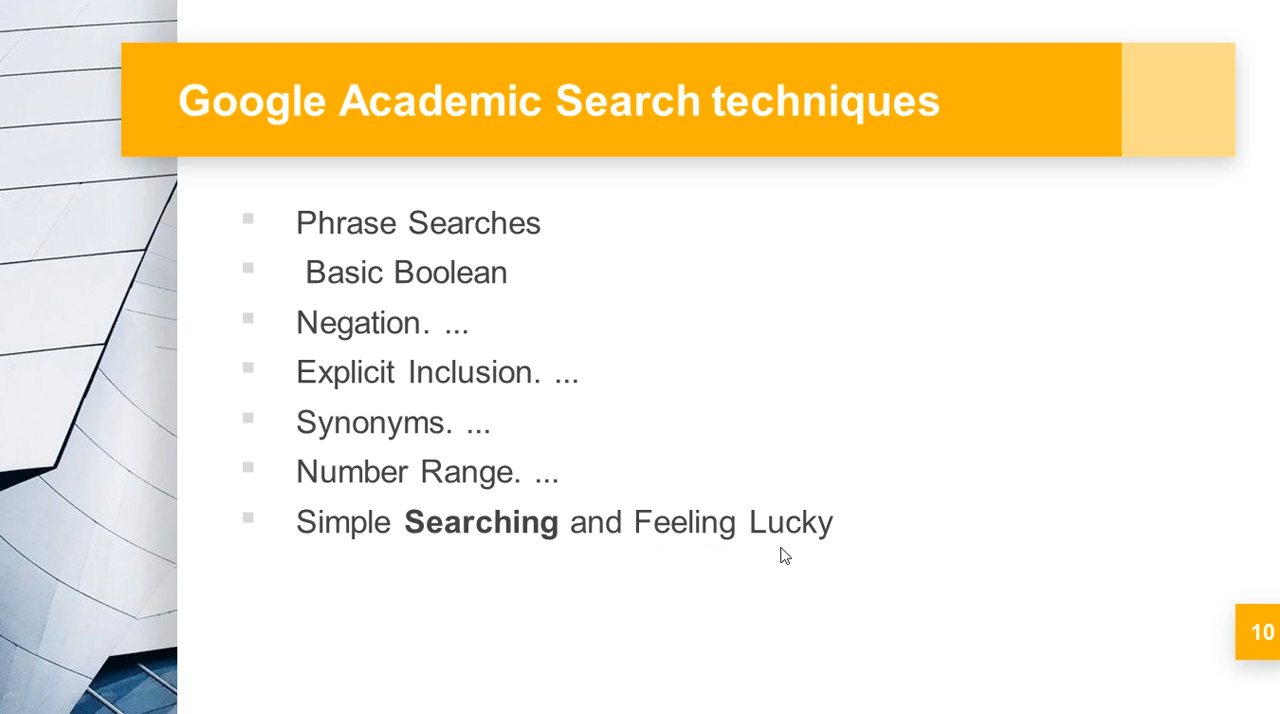 Google Academic Search techniques
Phrase Searches
Basic Boolean
Negation. ...
Explicit Inclusion. ...
Synonyms. ...
Number Range. ...
Simple Searching and Feeling Lucky
10